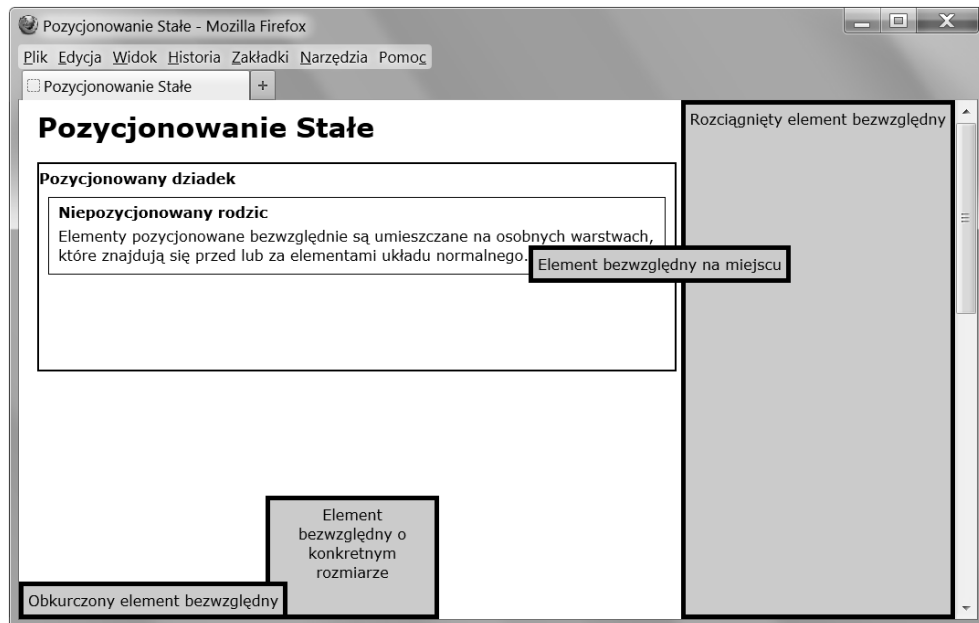 Pozycjonowanie Stałe - Mozilla Firefox
Plik Edycja Widok Historia Zakładki Narzędzia Pomoc
Pozycjonowanie Stałe +
Pozycjonowanie Stałe
Rozciągnięty element bezwzględny
Pozycjonowany dziadek
Niepozycjonowany rodzic
Elementy pozycjonowane bezwzględnie są umieszczane na osobnych warstwach,
które znajdują się przed lub za elementami układu normalnego.
Element bezwzględny na miejscu
Element
bezwzględny o
konkretnym
rozmiarze
Obkurczony element bezwzględny